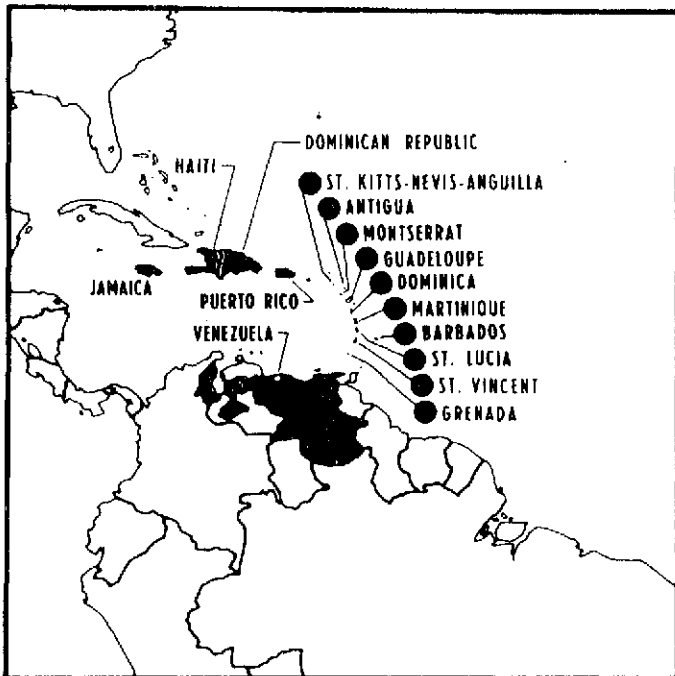 DOMINICAN REPUBLIC
HAITI
ST. KITTS-NEVIS-ANGUILLA
ANTIGUA
MONTSERRAT
GUADELOUPE
DOMINICA
JAMAICA
PUERTO RICO
MARTINIQUE
VENEZUELA
BARBADOS
ST. LUCIA
ST. VINCENT
GRENADA